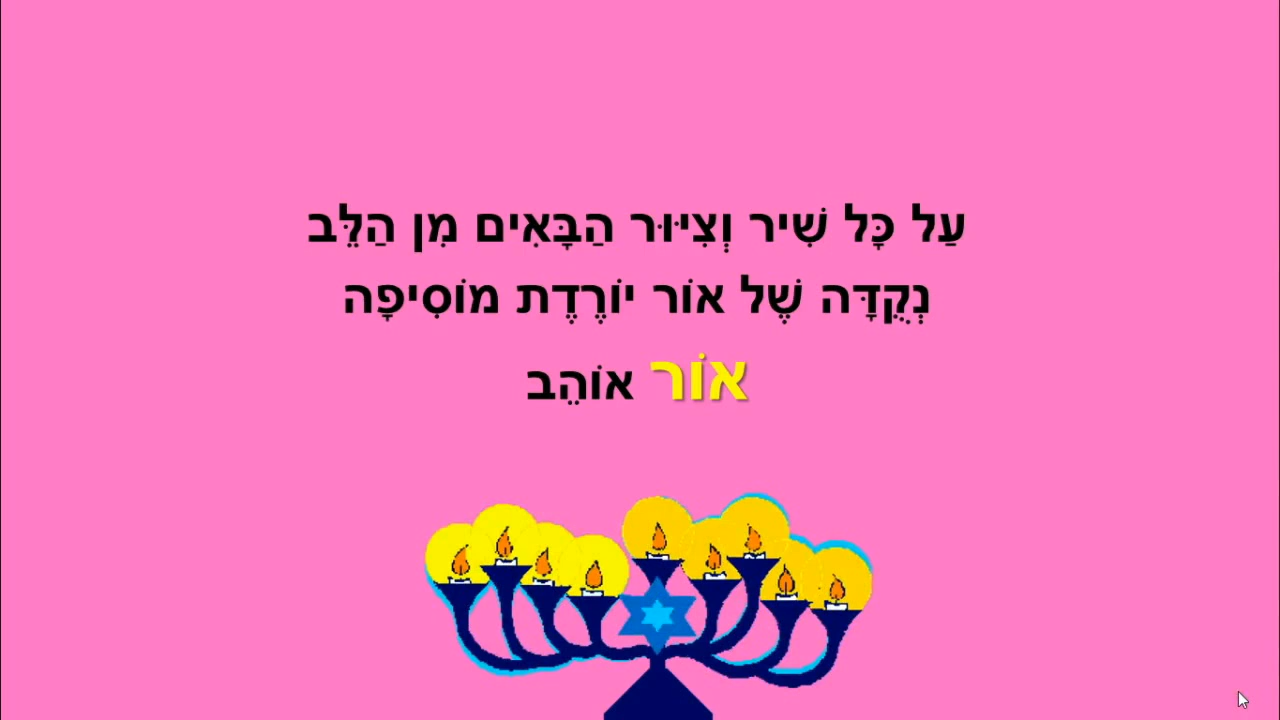 עַל כָּל שִׁיר וְצִיּוּר הַבָּאִים מִן הַלֵּב
נְקֻדָּה שֶׁל אוֹר יוֹרֶדֶת מוֹסִיפָה
אוֹר אוֹהֵב